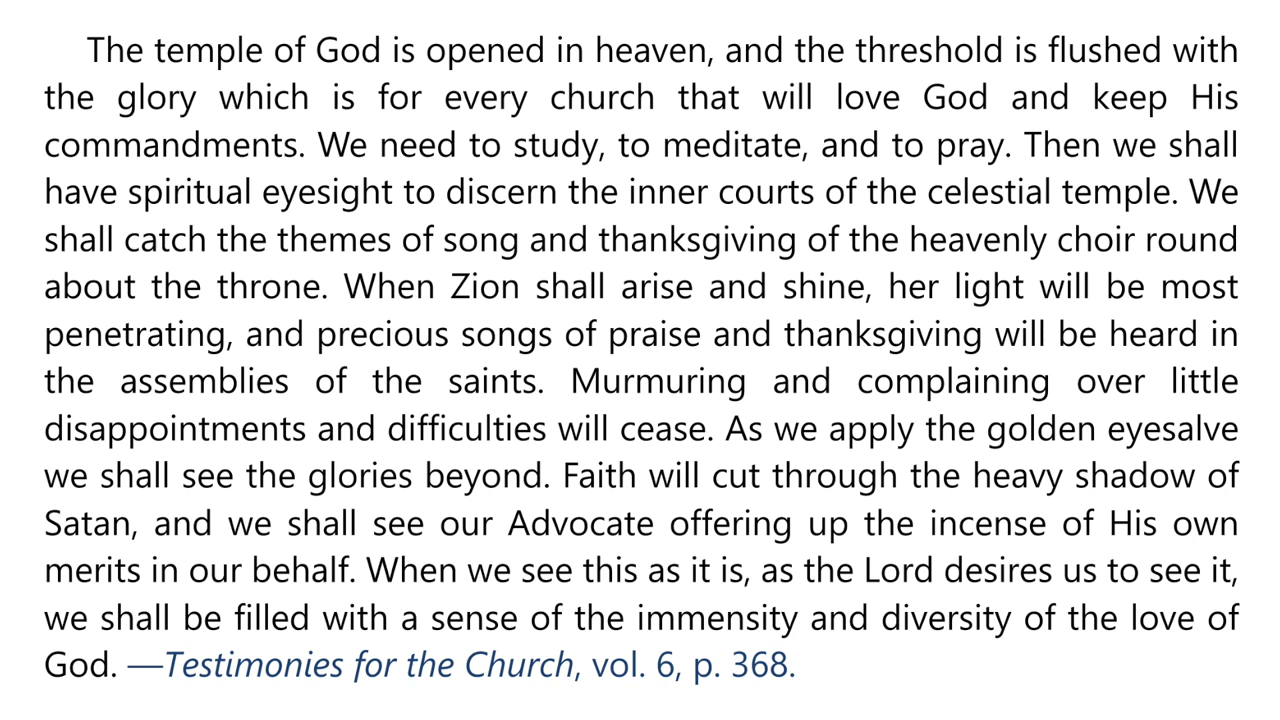 The temple of God is opened in heaven, and the threshold is flushed with
the glory which is for every church that will love God and keep His
commandments. We need to study, to meditate, and to pray. Then we shall
have spiritual eyesight to discern the inner courts of the celestial temple. We
shall catch the themes of song and thanksgiving of the heavenly choir round
about the throne. When Zion shall arise and shine, her light will be most
penetrating, and precious songs of praise and thanksgiving will be heard in
the assemblies of the saints. Murmuring and complaining over little
disappointments and difficulties will cease. As we apply the golden eyesalve
we shall see the glories beyond. Faith will cut through the heavy shadow of
Satan, and we shall see our Advocate offering up the incense of His own
merits in our behalf. When we see this as it is, as the Lord desires us to see it,
we shall be filled with a sense of the immensity and diversity of the love of
God. —Testimonies for the Church, vol. 6, p. 368.